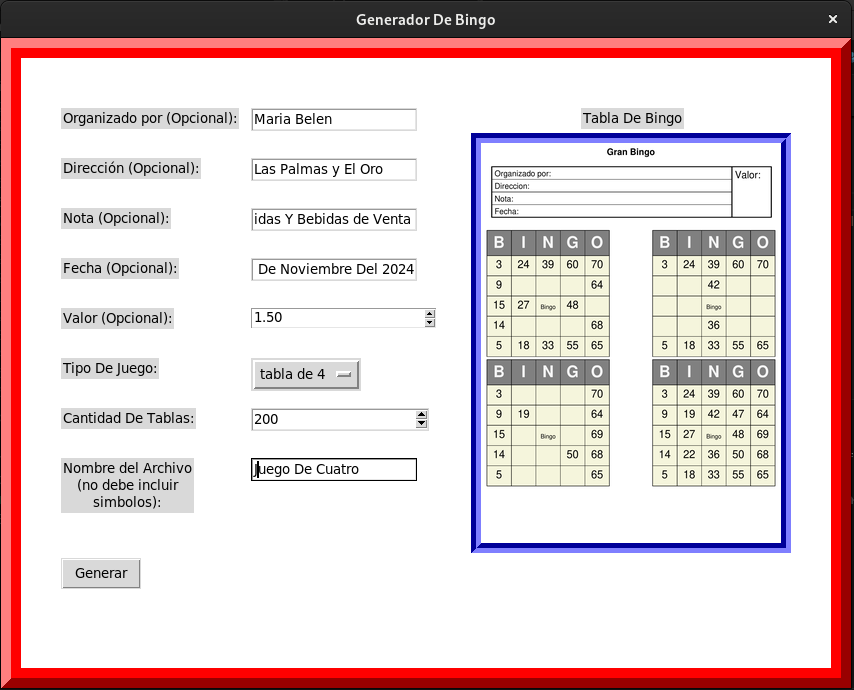 Generador De Bingo
×
Organizado por (Opcional): Maria Belen
Dirección (Opcional): Las Palmas y El Oro
Nota (Opcional): idas Y Bebidas de Venta
Fecha (Opcional): De Noviembre Del 2024
Valor (Opcional): 1.50
Tipo De Juego: tabla de 4
Cantidad De Tablas: 200
Nombre del Archivo
(no debe incluir
simbolos):
Juego De Cuatro
Generar
Tabla De Bingo
Gran Bingo
Organizado por:
Valor:
Direccion:
Nota:
Fecha:
B I N G O
3 24 39 60 70
9 64
15 27 Bingo 48
14 68
5 18 33 55 65
B I N G O
3 24 39 60 70
42
Bingo
36
5 18 33 55 65
B I N G O
3 70
9 19 64
15 Bingo 69
14 50 68
5 65
B I N G O
3 24 39 60 70
9 19 42 47 64
15 27 Bingo 48 69
14 22 36 50 68
5 18 33 55 65